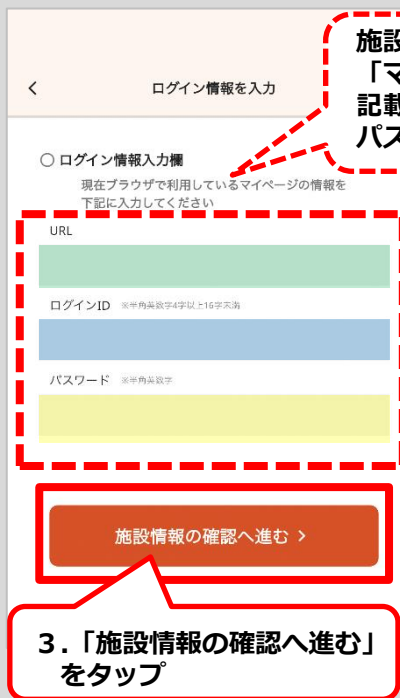 施設
「マ
記載
パス
< ログイン情報を入力
○ ログイン情報入力欄
現在ブラウザで利用しているマイページの情報を
下記に入力してください
URL
ログインID ※半角英数字4字以上16字未満
パスワード ※半角英数字
施設情報の確認へ進む >
3.「施設情報の確認へ進む」
をタップ